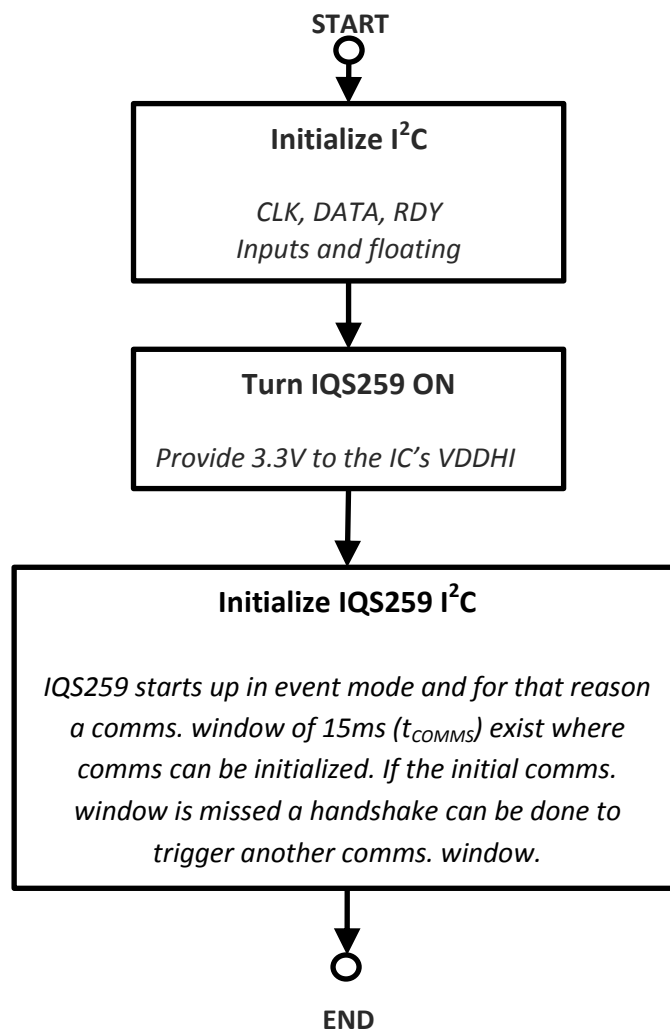 START
Initialize I²C
CLK, DATA, RDY
Inputs and floating
Turn IQS259 ON
Provide 3.3V to the IC’s VDDHI
Initialize IQS259 I²C
IQS259 starts up in event mode and for that reason
a comms. window of 15ms (tCOMMS) exist where
comms can be initialized. If the initial comms.
window is missed a handshake can be done to
trigger another comms. window.
END